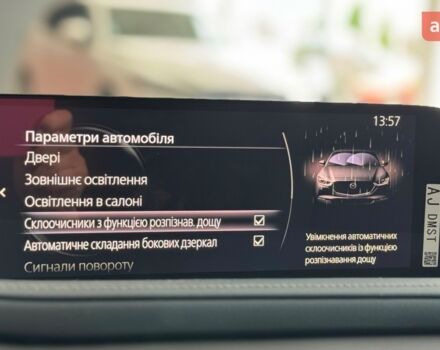 13:57
Параметри автомобіля
Двері
Зовнішнє освітлення
Освітлення в салоні
Склоочисники з функцією розпізнав. дощу
Автоматичне складання бокових дзеркал
Сигнали повороту
Увімкнення автоматичних
склоочисників із функцією
розпізнавання дощу
AJ
DMST
a